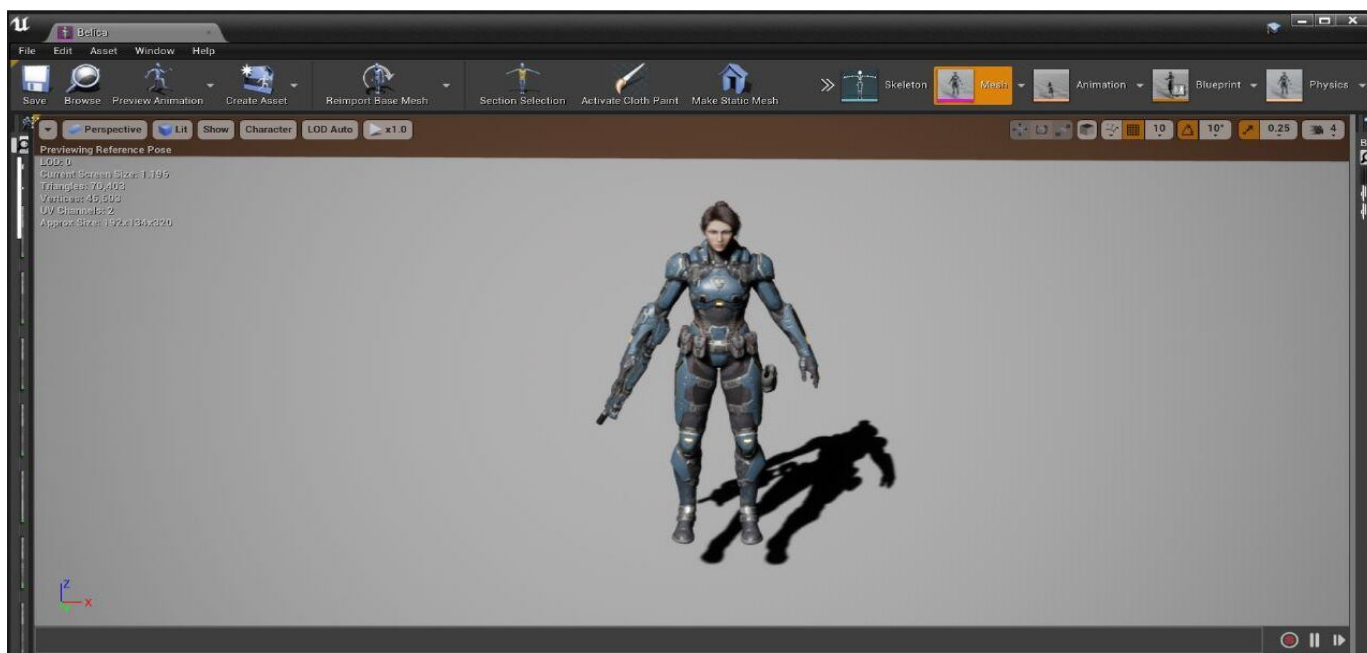 Belica
File Edit Asset Window Help
Save Browse Preview Animation Create Asset Reimport Base Mesh Section Selection Activate Cloth Paint Make Static Mesh Skeleton Mesh Animation Blueprint Physics
Perspective Lit Show Character LOD Auto x1.0 10 10° 0.25 4
Previewing Reference Pose
LOD: 0
Current Screen Size: 1.195
Triangles: 70,403
Vertices: 45,503
UV Channels: 2
Approx Size: 192x134x320
Z
X